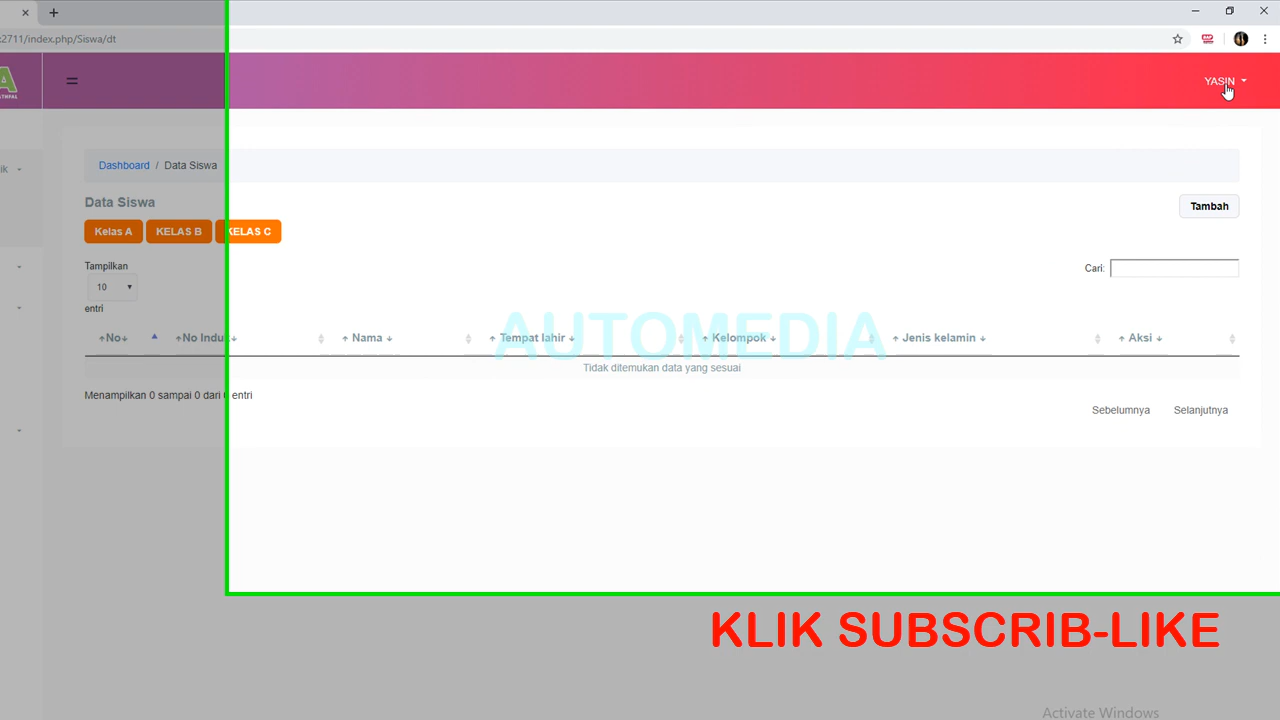 2711/index.php/Siswa/dt
A
ATHFAL
YASIN
ik
Dashboard / Data Siswa
Data Siswa
Tambah
Kelas A KELAS B KELAS C
Tampilkan
10
entri
Cari:
AUTOMEDIA
↑No↓ ↑No Induk↓ ↑ Nama ↓ ↑ Tempat lahir ↓ ↑ Kelompok ↓ ↑ Jenis kelamin ↓ ↑ Aksi ↓
Tidak ditemukan data yang sesuai
Menampilkan 0 sampai 0 dari 0 entri
Sebelumnya Selanjutnya
KLIK SUBSCRIB-LIKE
Activate Windows